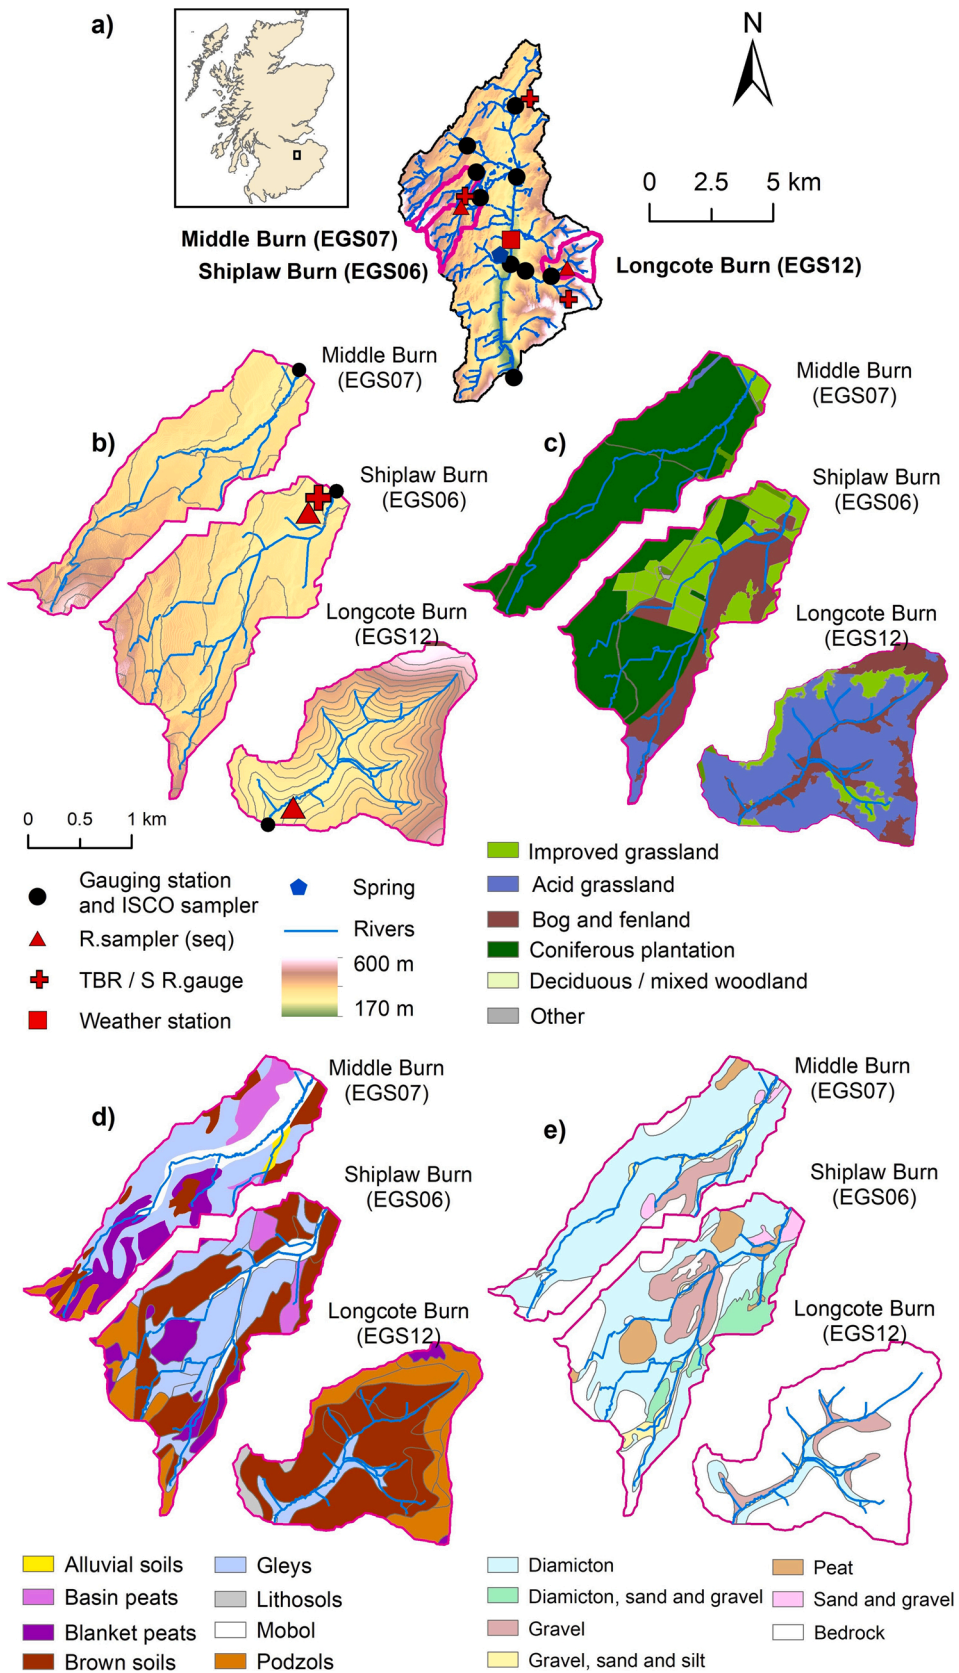 a)
N
0 2.5 5 km
Middle Burn (EGS07)
Shiplaw Burn (EGS06)
Longcote Burn (EGS12)
b)
Middle Burn
(EGS07)
Shiplaw Burn
(EGS06)
Longcote Burn
(EGS12)
0 0.5 1 km
c)
Middle Burn
(EGS07)
Shiplaw Burn
(EGS06)
Longcote Burn
(EGS12)
Gauging station
and ISCO sampler
R.sampler (seq)
TBR / S R.gauge
Weather station
Spring
Rivers
600 m
170 m
Improved grassland
Acid grassland
Bog and fenland
Coniferous plantation
Deciduous / mixed woodland
Other
d)
Middle Burn
(EGS07)
Shiplaw Burn
(EGS06)
Longcote Burn
(EGS12)
e)
Middle Burn
(EGS07)
Shiplaw Burn
(EGS06)
Longcote Burn
(EGS12)
Alluvial soils
Basin peats
Blanket peats
Brown soils
Gleys
Lithosols
Mobol
Podzols
Diamicton
Diamicton, sand and gravel
Gravel
Gravel, sand and silt
Peat
Sand and gravel
Bedrock